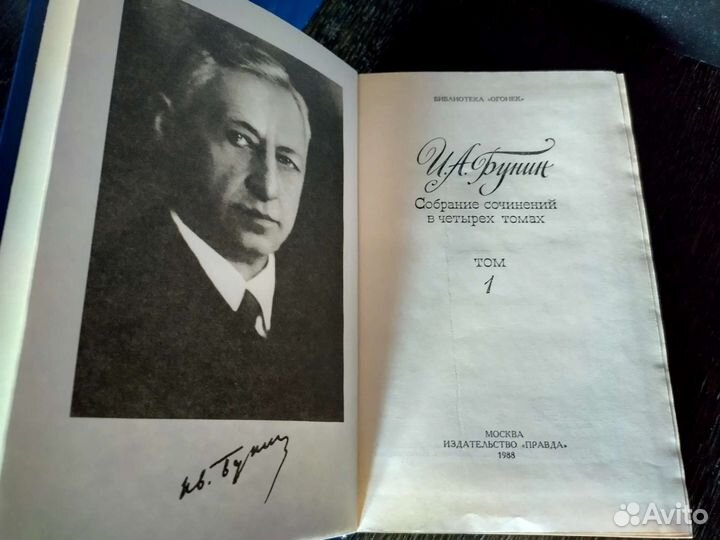 Ив. Бунин
БИБЛИОТЕКА «ОГОНЕК»
И.А.Бунин
Собрание сочинений
в четырех томах
ТОМ
1
МОСКВА
ИЗДАТЕЛЬСТВО «ПРАВДА»
1988
Avito